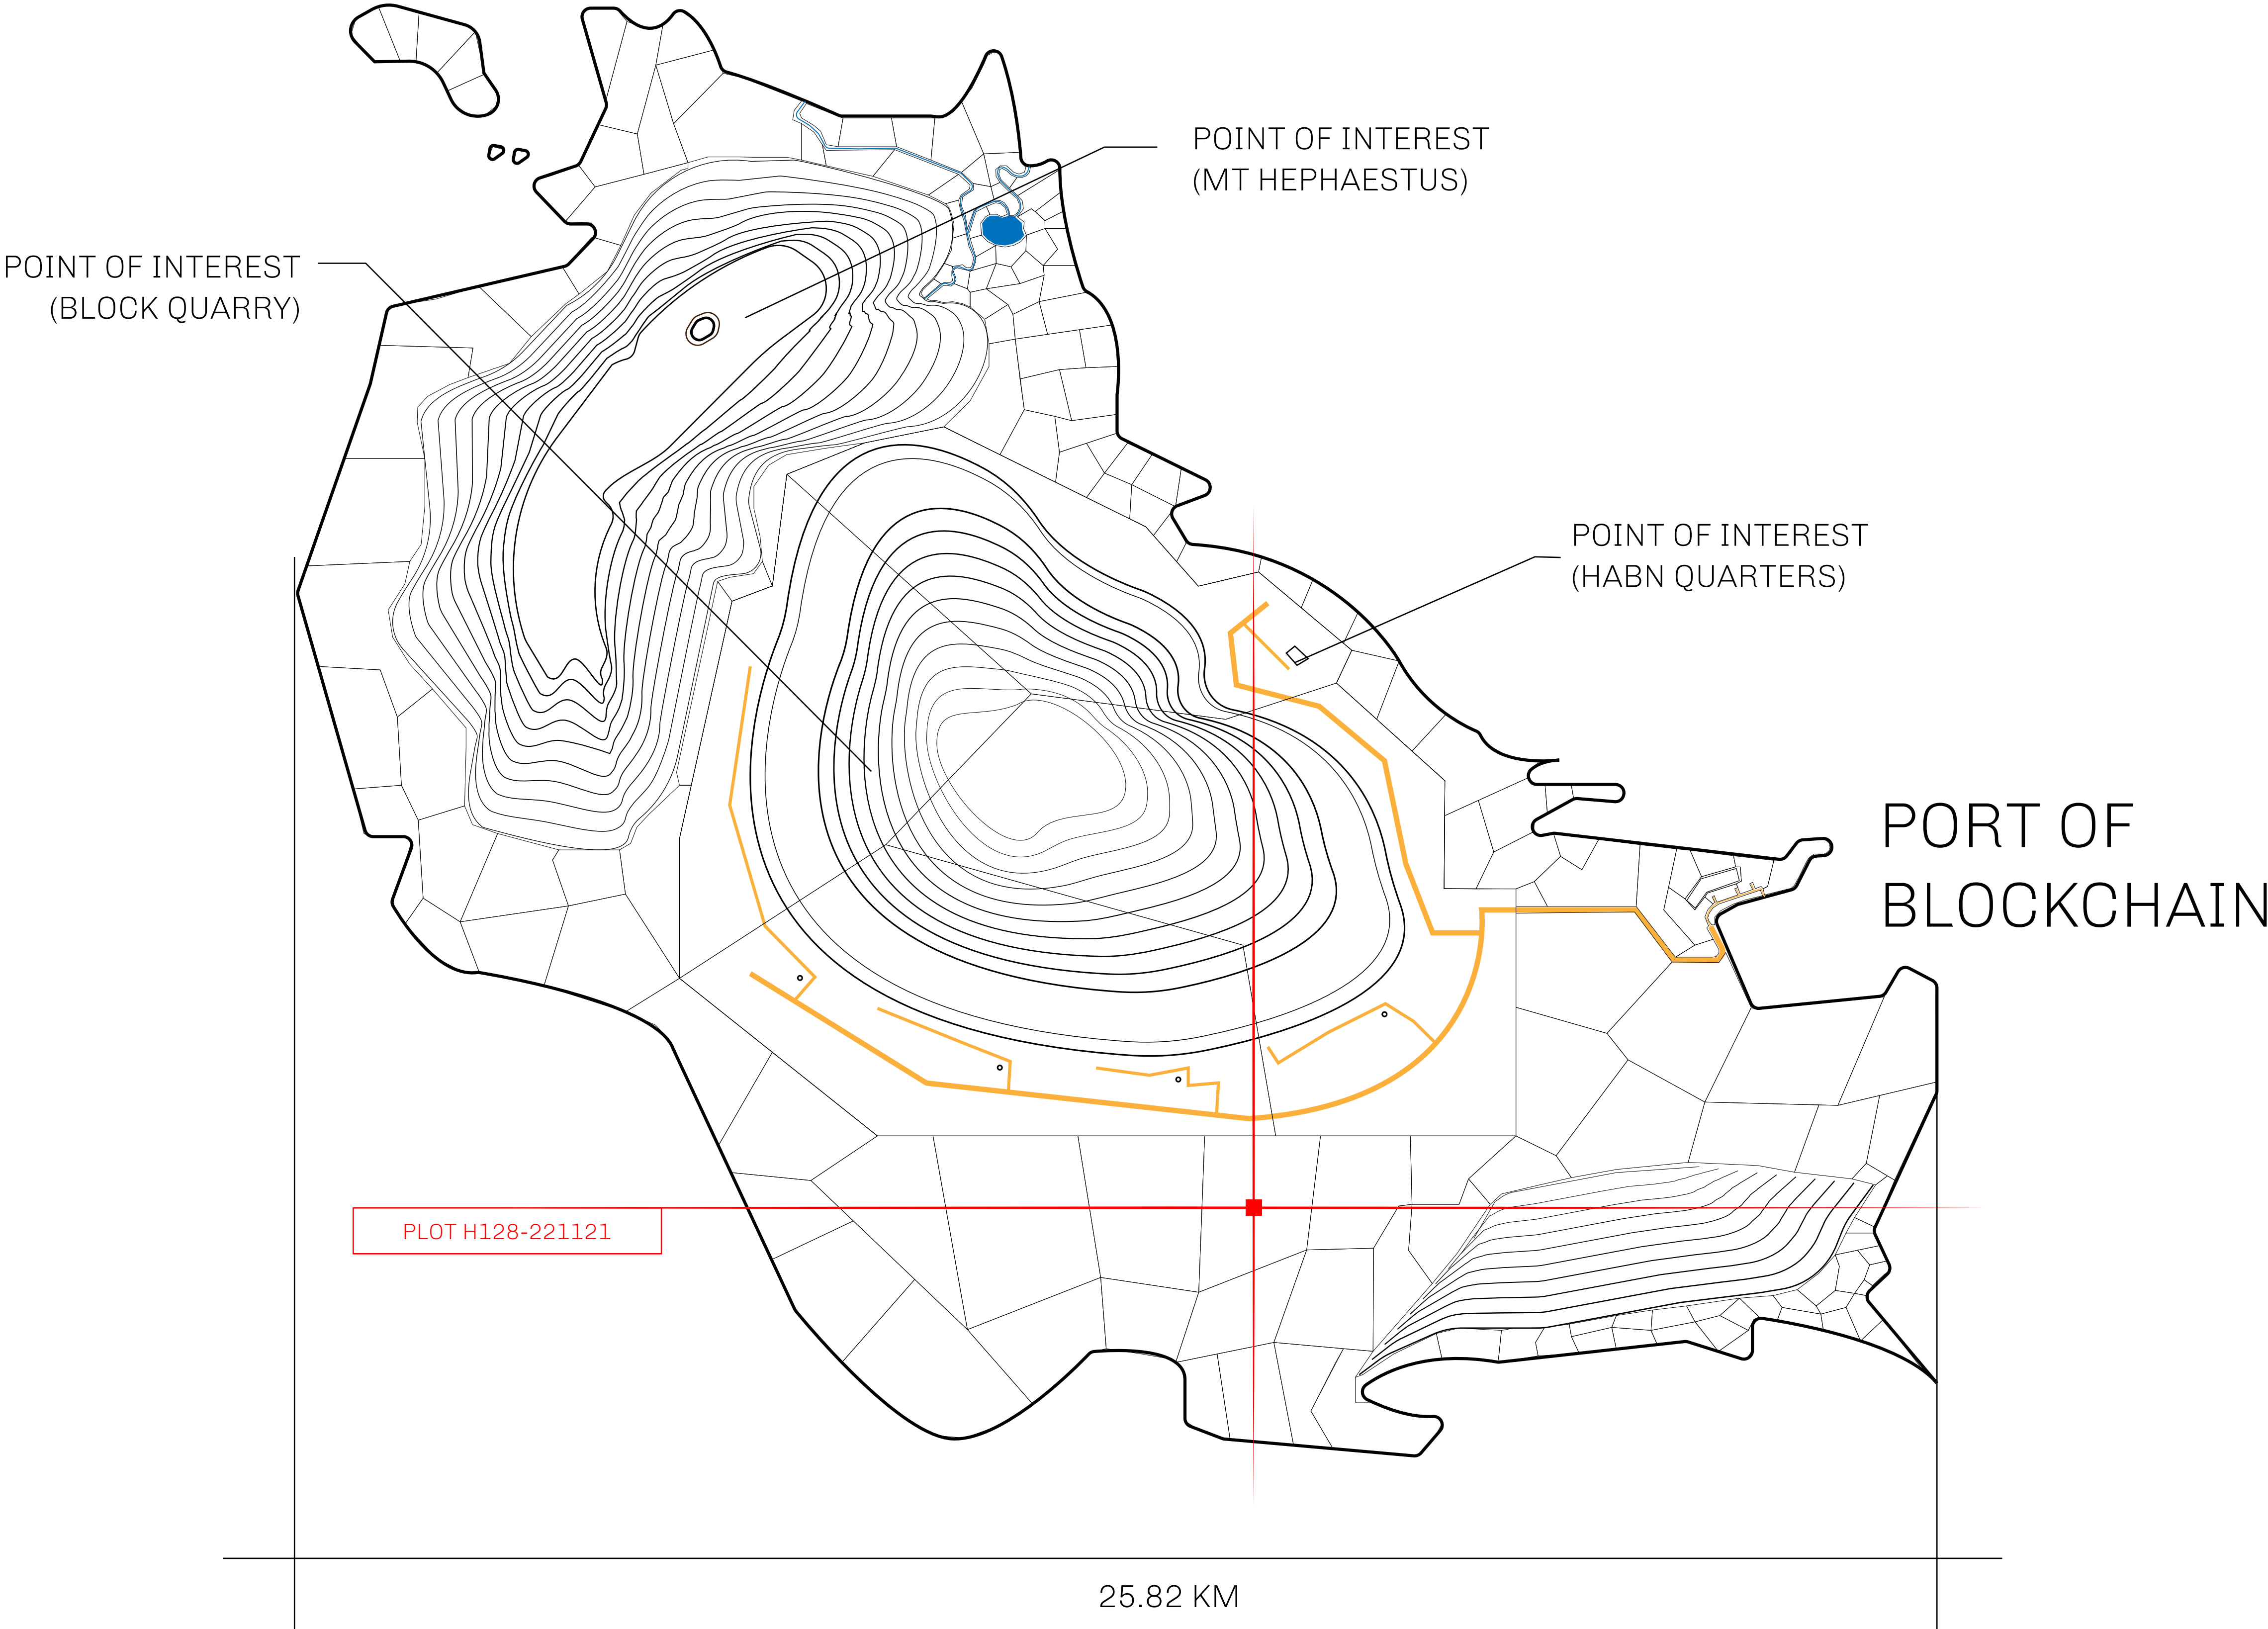 POINT OF INTEREST
(MT HEPHAESTUS)
POINT OF INTEREST
(BLOCK QUARRY)
POINT OF INTEREST
(HABN QUARTERS)
PORT OF
BLOCKCHAIN
PLOT H128-221121
25.82 KM